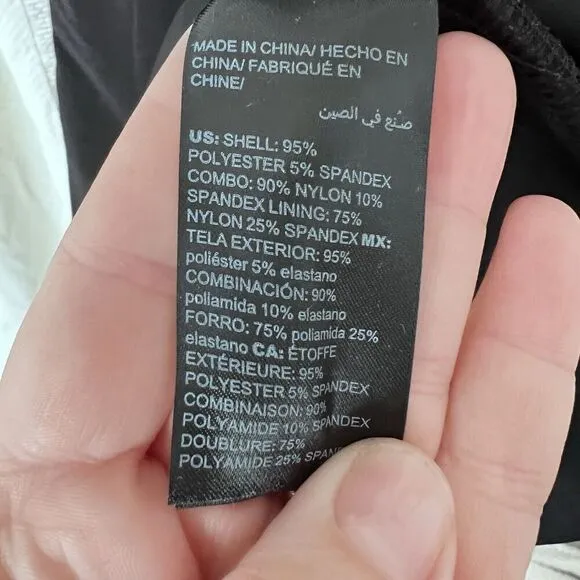 MADE IN CHINA/ HECHO EN
CHINA/ FABRIQUÉ EN
CHINE/
صنع في الصين
US: SHELL: 95%
POLYESTER 5% SPANDEX
COMBO: 90% NYLON 10%
SPANDEX LINING: 75%
NYLON 25% SPANDEX MX:
TELA EXTERIOR: 95%
poliéster 5% elastano
COMBINACIÓN: 90%
poliamida 10% elastano
FORRO: 75% poliamida 25%
elastano CA: ÉTOFFE
EXTÉRIEURE: 95%
POLYESTER 5% SPANDEX
COMBINAISON: 90%
POLYAMIDE 10% SPANDEX
DOUBLURE: 75%
POLYAMIDE 25%